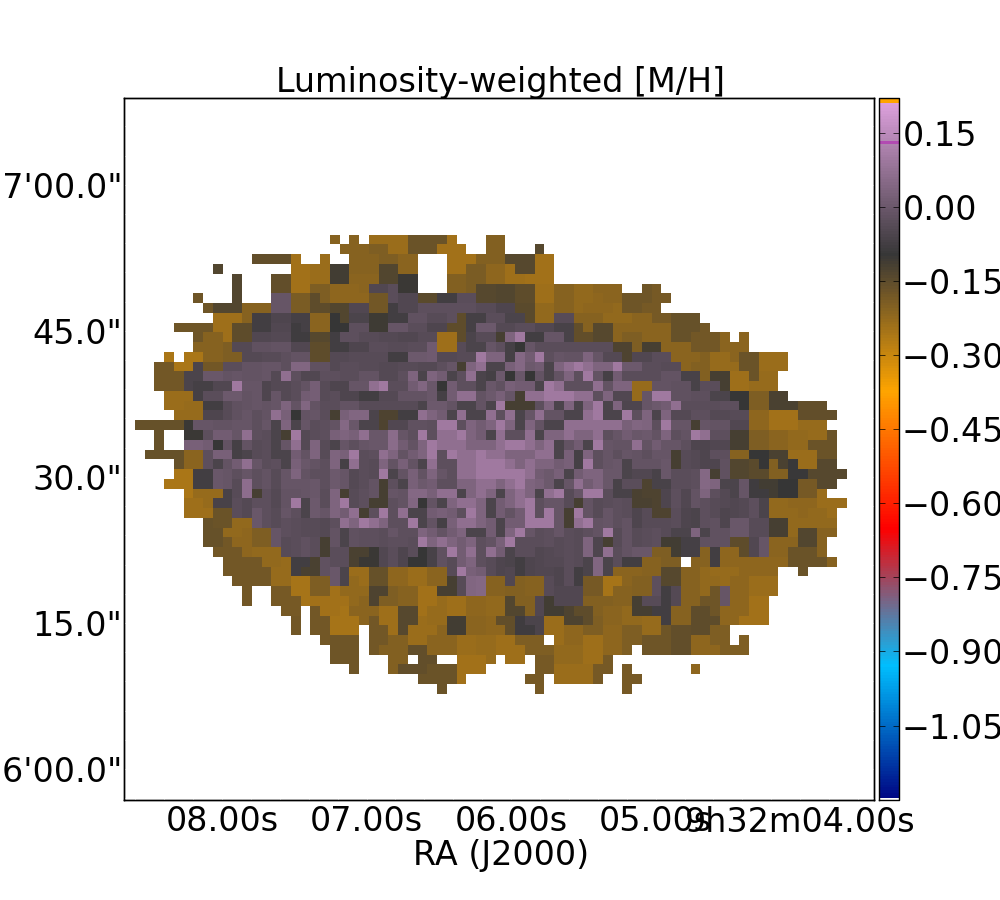 Luminosity-weighted [M/H]
7'00.0"
45.0"
30.0"
15.0"
6'00.0"
08.00s
07.00s
06.00s
05.00s
9h32m04.00s
RA (J2000)
0.15
0.00
−0.15
−0.30
−0.45
−0.60
−0.75
−0.90
−1.05